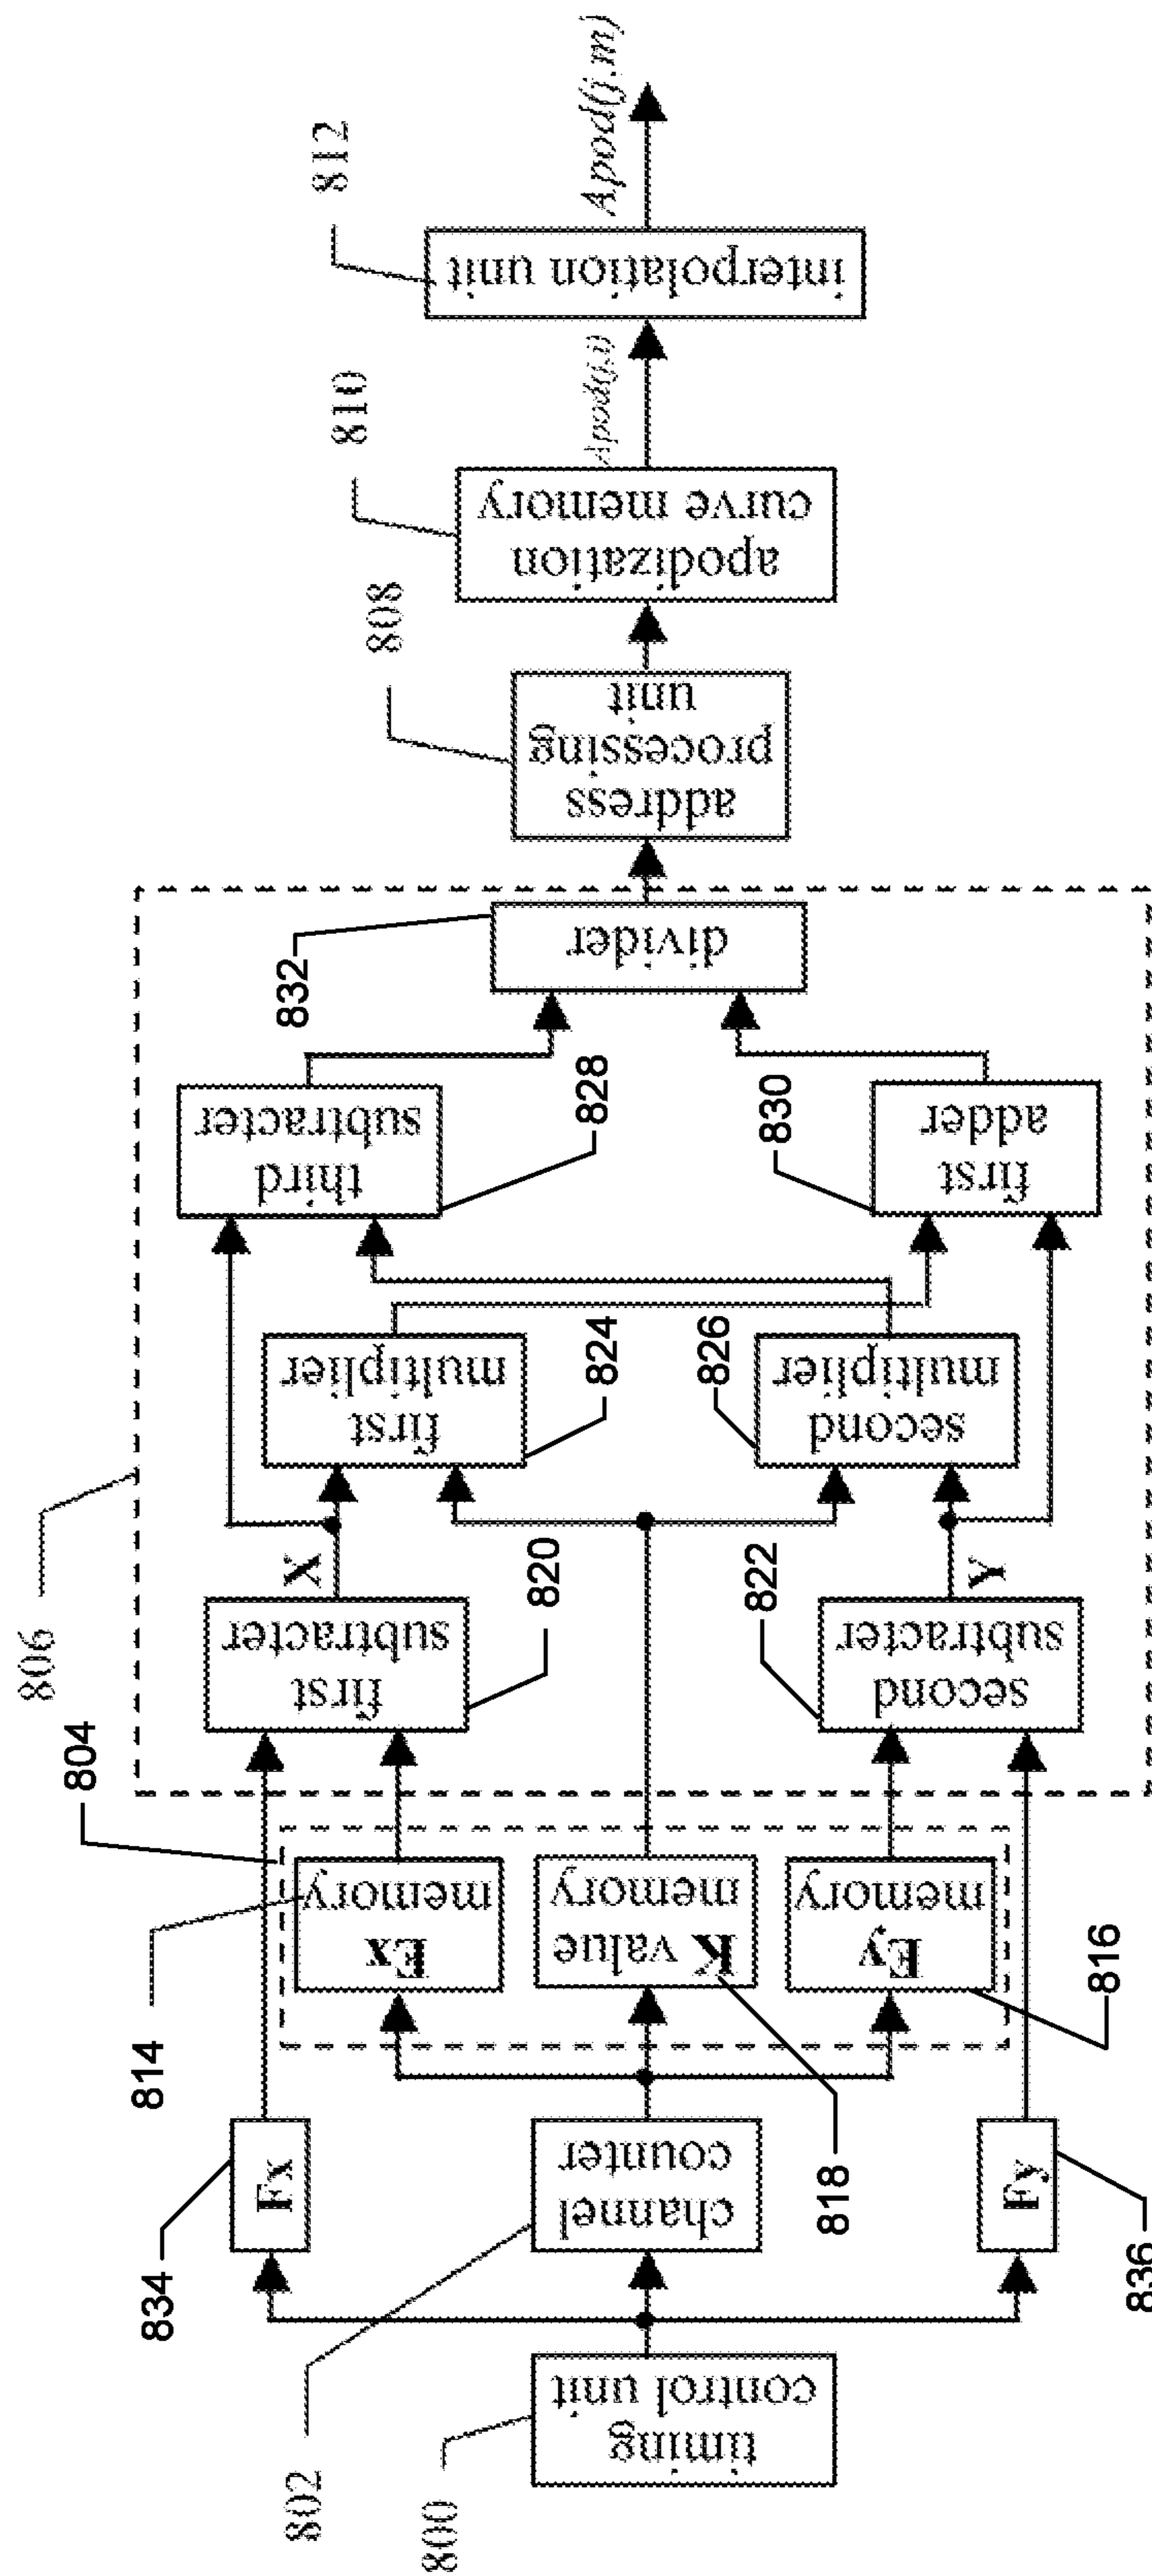 800
timing
control unit
802
channel
counter
834
Fx
836
Fy
804
814
Ex
memory
818
K value
memory
816
Ey
memory
806
820
first
subtracter
X
822
second
subtracter
Y
824
first
multiplier
826
second
multiplier
828
third
subtracter
830
first
adder
832
divider
808
address
processing
unit
810
apodization
curve memory
Apod(j,i)
812
interpolation unit
Apod(j,m)